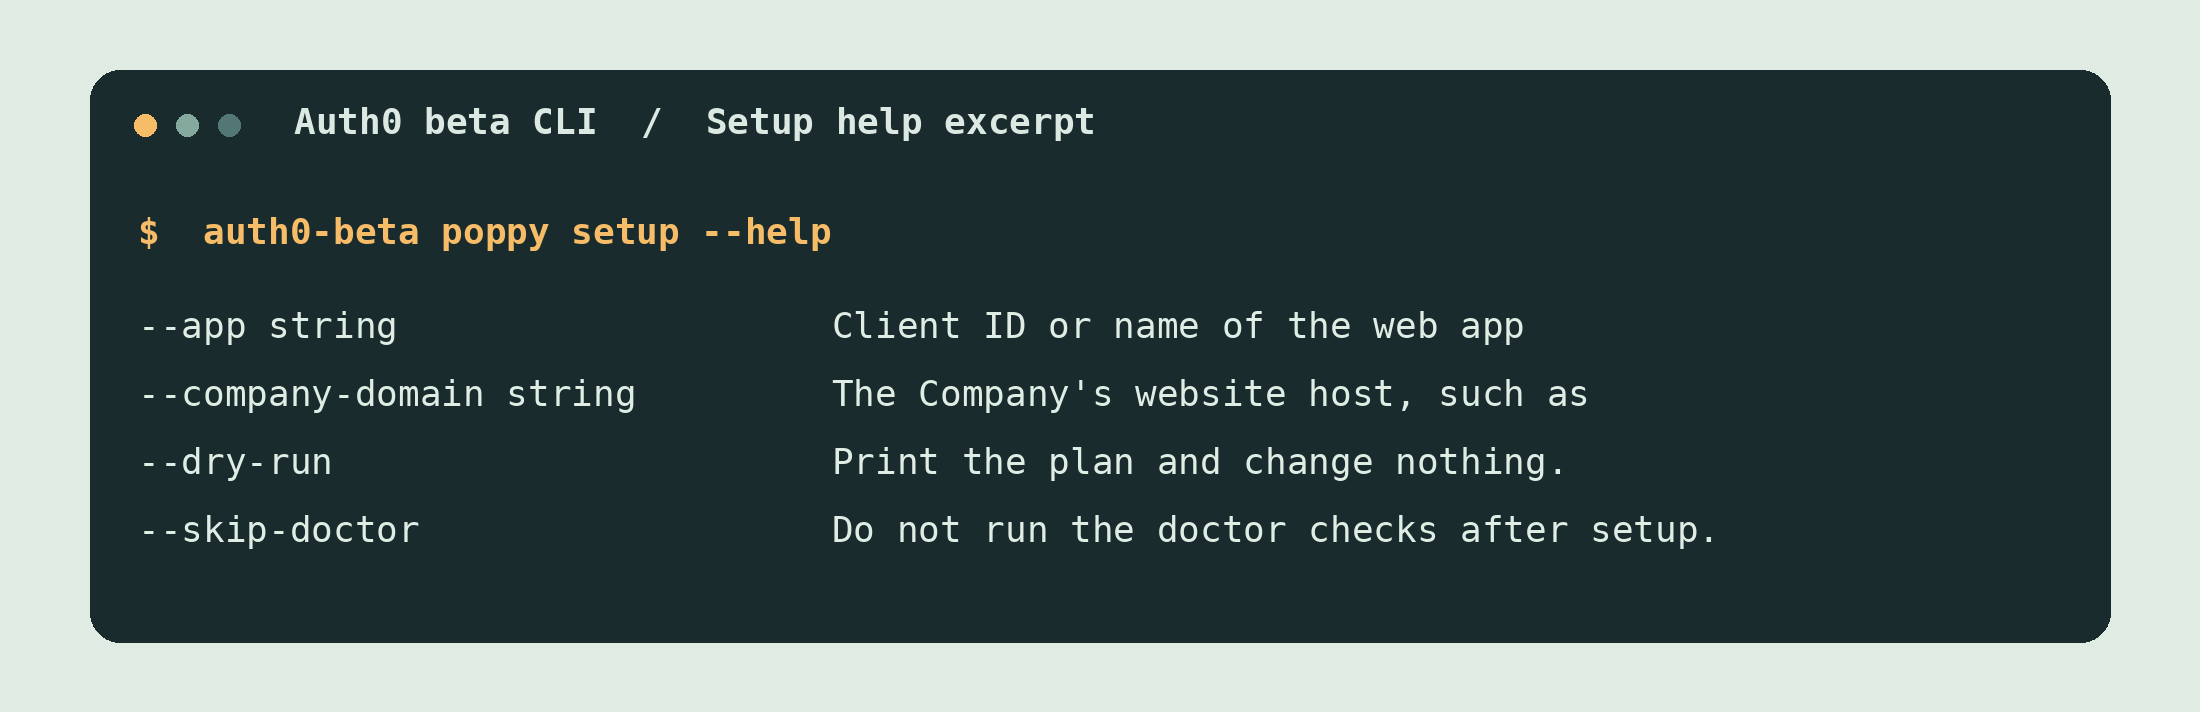 Auth0 beta CLI / Setup help excerpt
$ auth0-beta poppy setup --help
--app string Client ID or name of the web app
--company-domain string The Company's website host, such as
--dry-run Print the plan and change nothing.
--skip-doctor Do not run the doctor checks after setup.